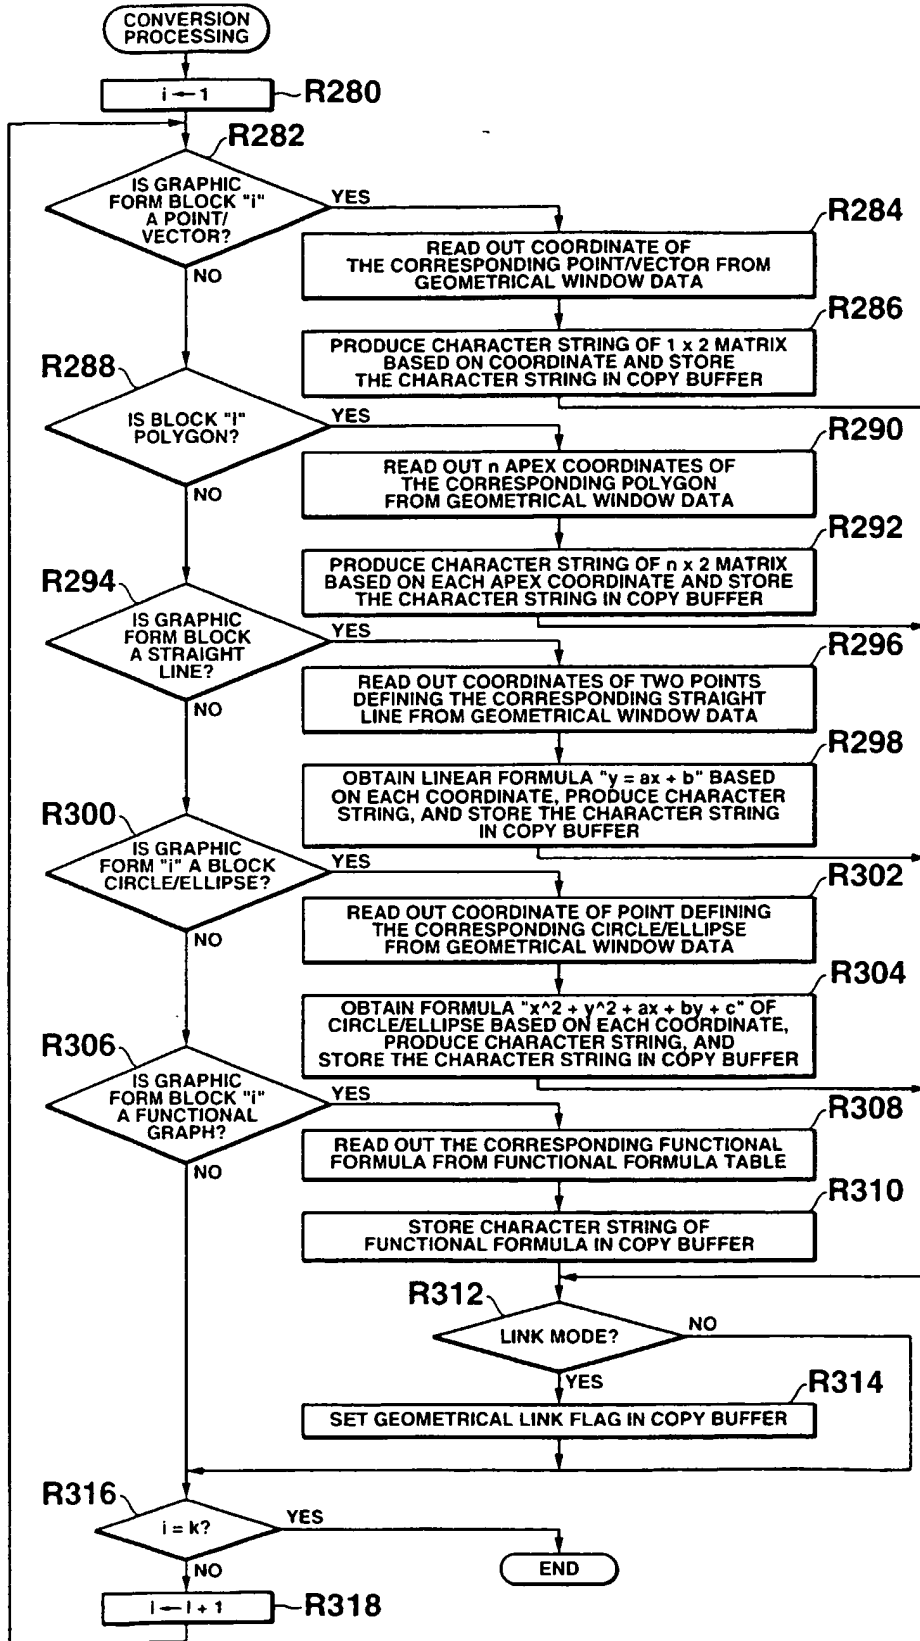 CONVERSION
PROCESSING
i ← 1
R280
R282
IS GRAPHIC
FORM BLOCK "i"
A POINT/
VECTOR?
YES
NO
R284
READ OUT COORDINATE OF
THE CORRESPONDING POINT/VECTOR FROM
GEOMETRICAL WINDOW DATA
R286
PRODUCE CHARACTER STRING OF 1 x 2 MATRIX
BASED ON COORDINATE AND STORE
THE CHARACTER STRING IN COPY BUFFER
R288
IS BLOCK "I"
POLYGON?
YES
NO
R290
READ OUT n APEX COORDINATES OF
THE CORRESPONDING POLYGON
FROM GEOMETRICAL WINDOW DATA
R292
PRODUCE CHARACTER STRING OF n x 2 MATRIX
BASED ON EACH APEX COORDINATE AND STORE
THE CHARACTER STRING IN COPY BUFFER
R294
IS GRAPHIC
FORM BLOCK
A STRAIGHT
LINE?
YES
NO
R296
READ OUT COORDINATES OF TWO POINTS
DEFINING THE CORRESPONDING STRAIGHT
LINE FROM GEOMETRICAL WINDOW DATA
R298
OBTAIN LINEAR FORMULA "y = ax + b" BASED
ON EACH COORDINATE, PRODUCE CHARACTER
STRING, AND STORE THE CHARACTER STRING
IN COPY BUFFER
R300
IS GRAPHIC
FORM "i" A BLOCK
CIRCLE/ELLIPSE?
YES
NO
R302
READ OUT COORDINATE OF POINT DEFINING
THE CORRESPONDING CIRCLE/ELLIPSE
FROM GEOMETRICAL WINDOW DATA
R304
OBTAIN FORMULA "x^2 + y^2 + ax + by + c" OF
CIRCLE/ELLIPSE BASED ON EACH COORDINATE,
PRODUCE CHARACTER STRING, AND
STORE THE CHARACTER STRING IN COPY BUFFER
R306
IS GRAPHIC
FORM BLOCK "i"
A FUNCTIONAL
GRAPH?
YES
NO
R308
READ OUT THE CORRESPONDING FUNCTIONAL
FORMULA FROM FUNCTIONAL FORMULA TABLE
R310
STORE CHARACTER STRING OF
FUNCTIONAL FORMULA IN COPY BUFFER
R312
LINK MODE?
NO
YES
R314
SET GEOMETRICAL LINK FLAG IN COPY BUFFER
R316
i = k?
YES
NO
END
i ← I + 1
R318